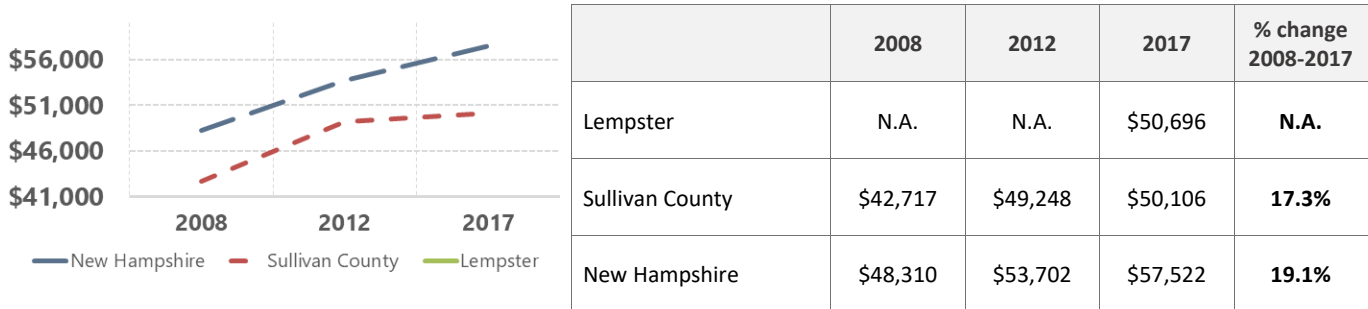 $56,000
$51,000
$46,000
$41,000
2008 2012 2017
New Hampshire Sullivan County Lempster
2008 2012 2017 % change
2008-2017
Lempster N.A. N.A. $50,696 N.A.
Sullivan County $42,717 $49,248 $50,106 17.3%
New Hampshire $48,310 $53,702 $57,522 19.1%